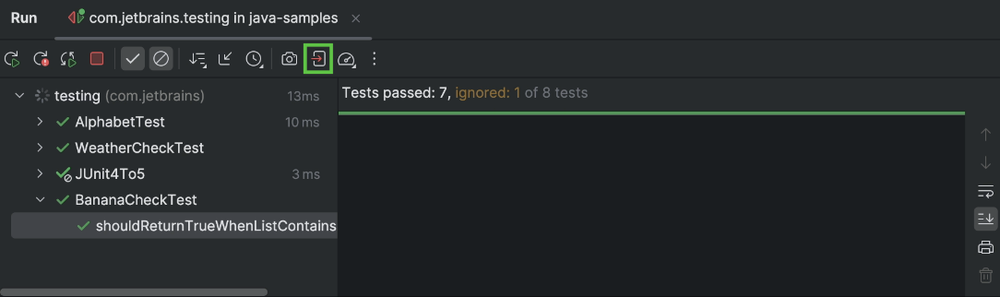 Run com.jetbrains.testing in java-samples
testing (com.jetbrains) 13ms
Tests passed: 7, ignored: 1 of 8 tests
AlphabetTest 10 ms
WeatherCheckTest
JUnit4To5 3 ms
BananaCheckTest
shouldReturnTrueWhenListContains